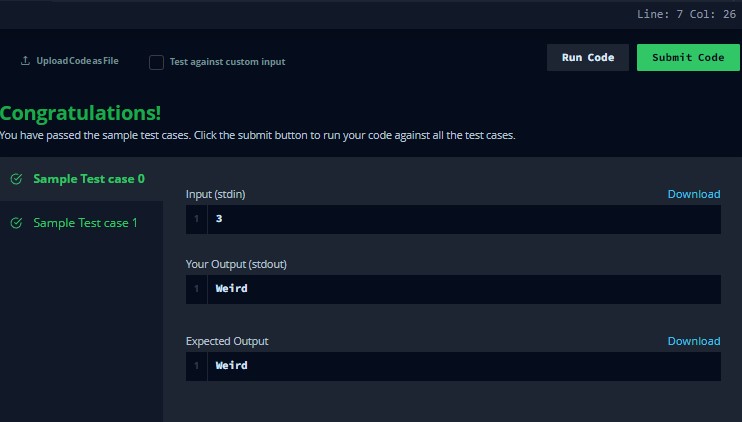 Line: 7 Col: 26
Upload Code as File
Test against custom input
Run Code
Submit Code
Congratulations!
You have passed the sample test cases. Click the submit button to run your code against all the test cases.
Sample Test case 0
Sample Test case 1
Input (stdin)
Download
1
3
Your Output (stdout)
1
Weird
Expected Output
Download
1
Weird